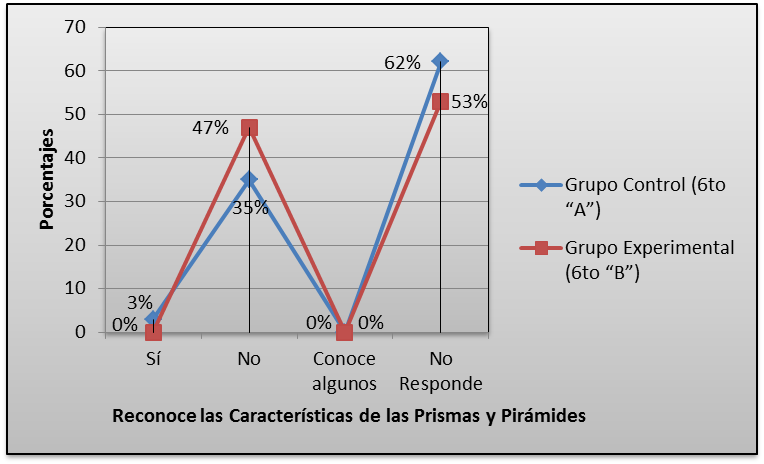 Porcentajes
70
60
50
40
30
20
10
0
3%
0%
47%
35%
0%
0%
62%
53%
Sí
No
Conoce
algunos
No
Responde
Reconoce las Características de las Prismas y Pirámides
Grupo Control (6to
“A”)
Grupo Experimental
(6to “B”)